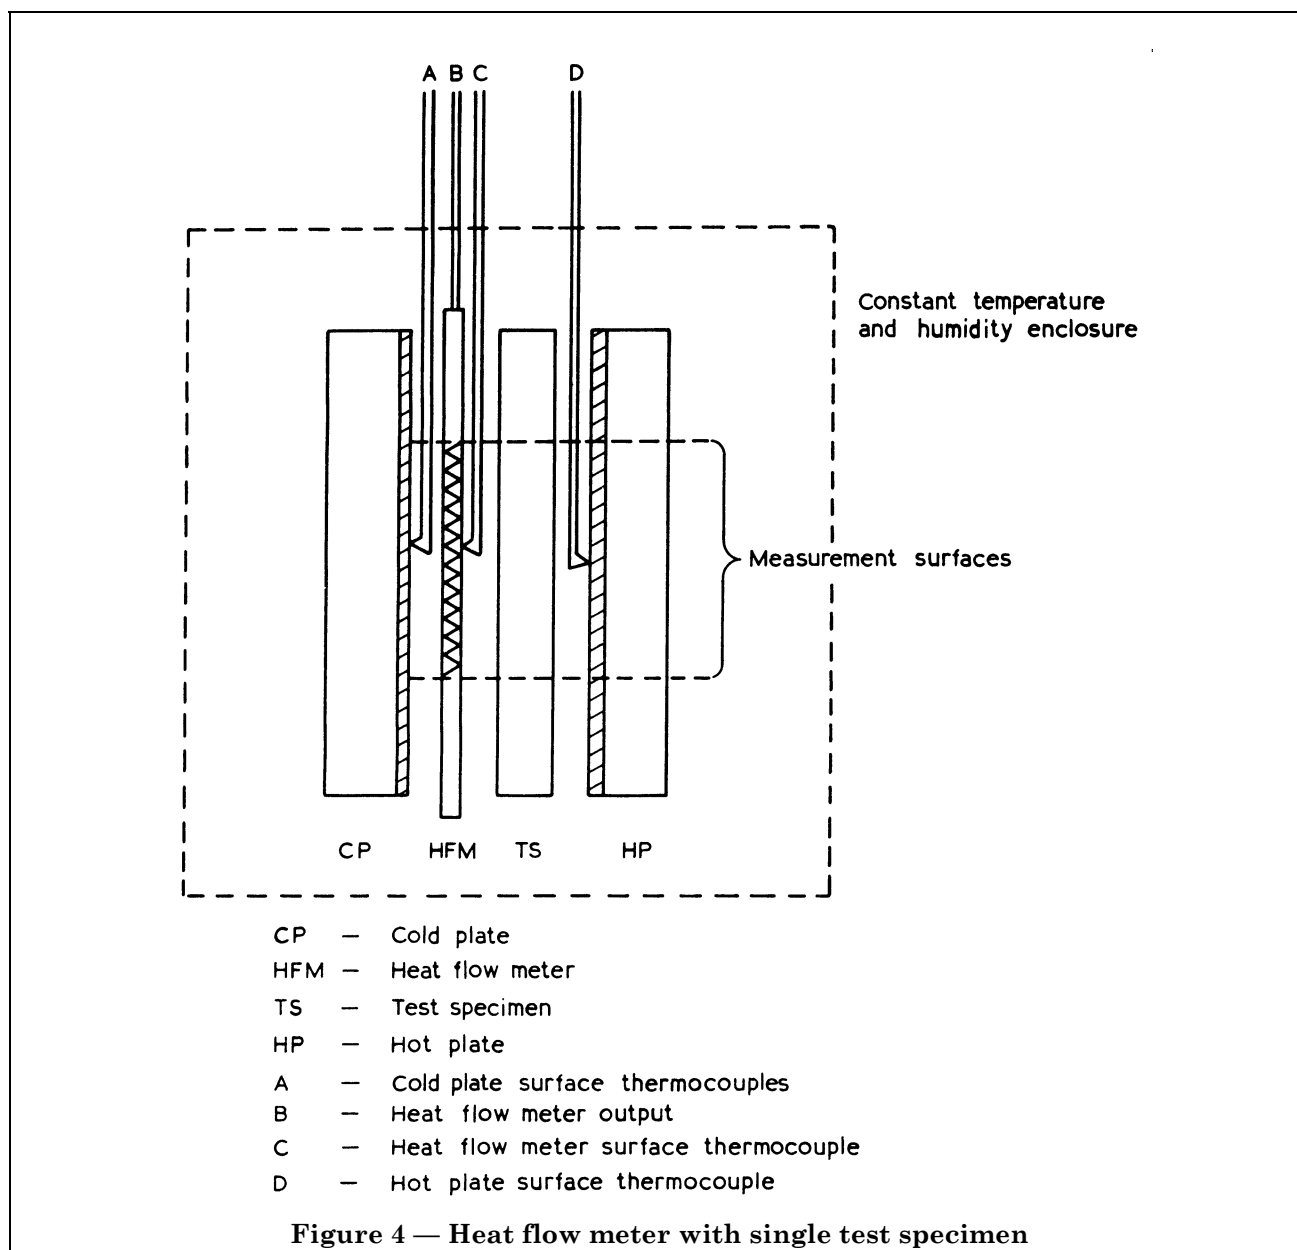 A B C D
Constant temperature
and humidity enclosure
Measurement surfaces
CP HFM TS HP
CP — Cold plate
HFM — Heat flow meter
TS — Test specimen
HP — Hot plate
A — Cold plate surface thermocouples
B — Heat flow meter output
C — Heat flow meter surface thermocouple
D — Hot plate surface thermocouple
Figure 4 — Heat flow meter with single test specimen